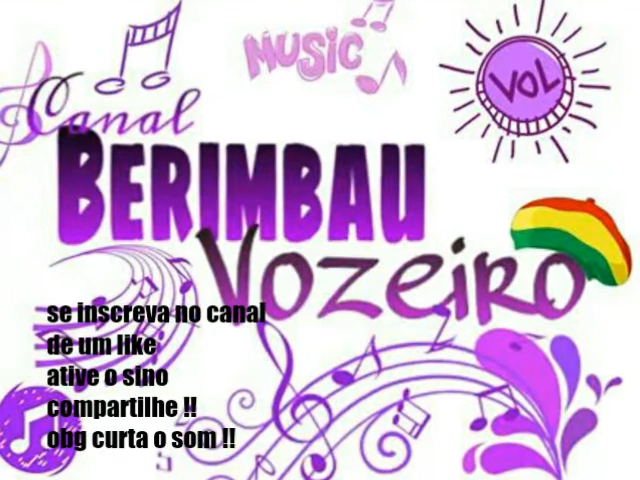 MUSIC
VOL
Canal
BERIMBAU
VozeiRO
se inscreva no canal
de um like
ative o sino
compartilhe !!
obg curta o som !!